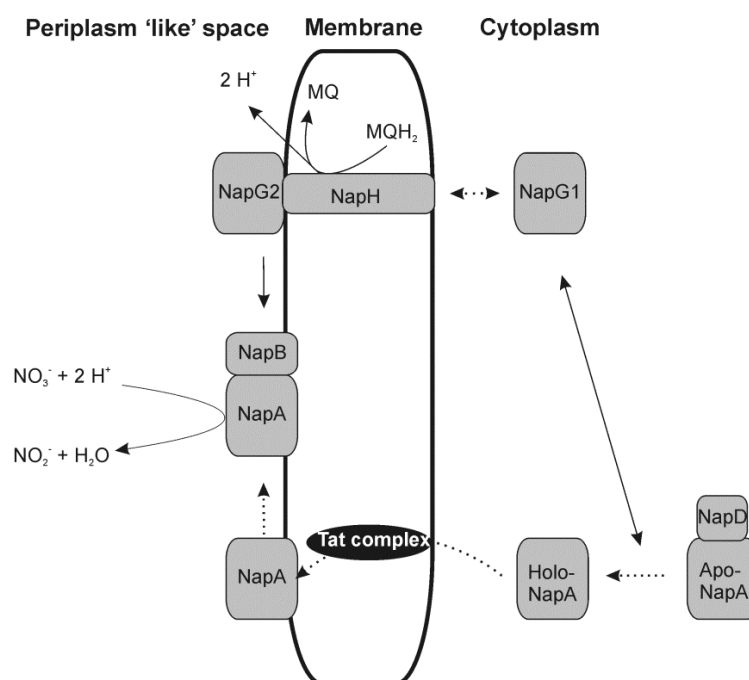 Periplasm ‘like’ space Membrane Cytoplasm
2 H⁺
MQ
MQH₂
NapG2
NapH
NapG1
NapB
NO₃⁻ + 2 H⁺
NapA
NO₂⁻ + H₂O
NapD
Tat complex
NapA
Holo-
NapA
Apo-
NapA